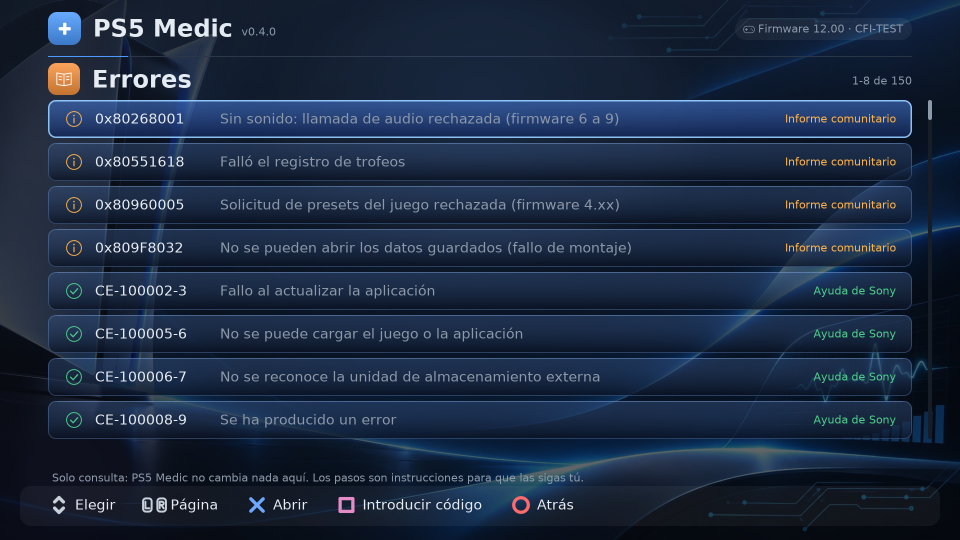 PS5 Medic v0.4.0
Firmware 12.00 · CFI-TEST
Errores
1-8 de 150
0x80268001 Sin sonido: llamada de audio rechazada (firmware 6 a 9) Informe comunitario
0x80551618 Falló el registro de trofeos Informe comunitario
0x80960005 Solicitud de presets del juego rechazada (firmware 4.xx) Informe comunitario
0x809F8032 No se pueden abrir los datos guardados (fallo de montaje) Informe comunitario
CE-100002-3 Fallo al actualizar la aplicación Ayuda de Sony
CE-100005-6 No se puede cargar el juego o la aplicación Ayuda de Sony
CE-100006-7 No se reconoce la unidad de almacenamiento externa Ayuda de Sony
CE-100008-9 Se ha producido un error Ayuda de Sony
Solo consulta: PS5 Medic no cambia nada aquí. Los pasos son instrucciones para que las sigas tú.
Elegir L R Página Abrir Introducir código Atrás